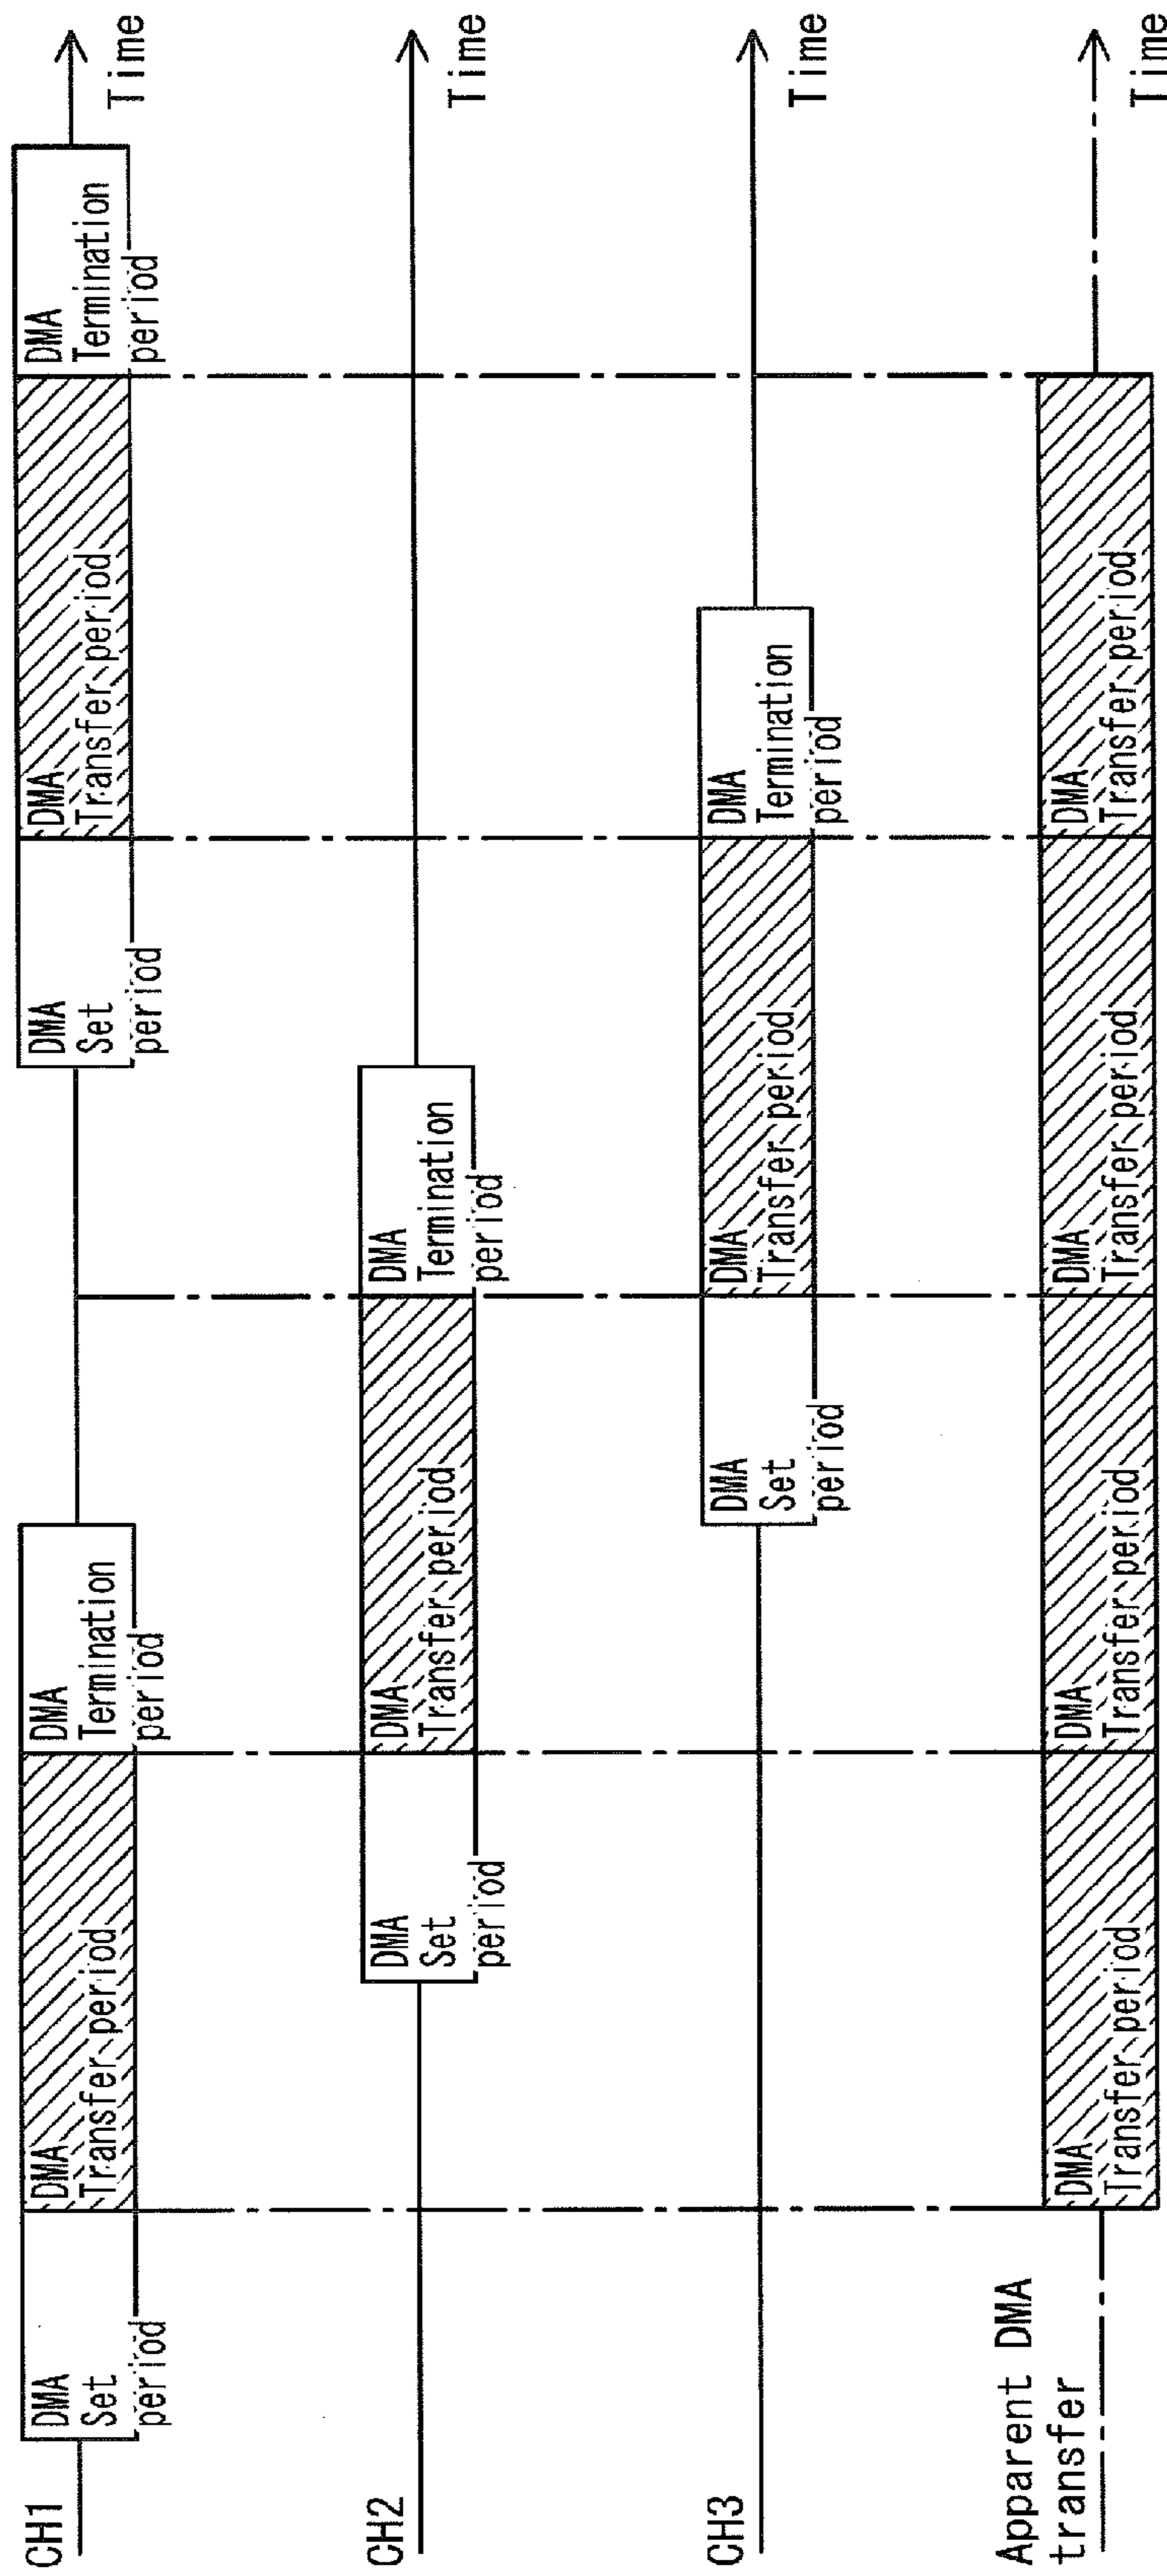 CH1
DMA
Set
period
DMA
Transfer period
DMA
Termination
period
DMA
Set
period
DMA
Transfer period
DMA
Termination
period
Time
CH2
DMA
Set
period
DMA
Transfer period
DMA
Termination
period
Time
CH3
DMA
Set
period
DMA
Transfer period
DMA
Termination
period
Time
Apparent DMA
transfer
DMA
Transfer period
DMA
Transfer period
DMA
Transfer period
DMA
Transfer period
Time